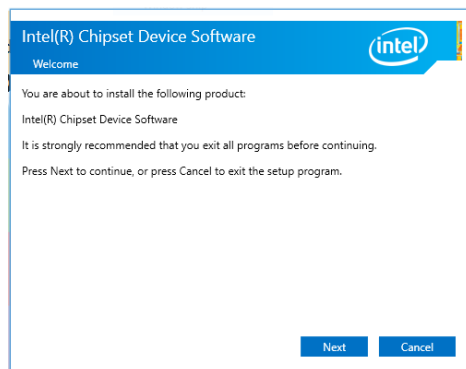 Intel(R) Chipset Device Software
intel
Welcome
You are about to install the following product:
Intel(R) Chipset Device Software
It is strongly recommended that you exit all programs before continuing.
Press Next to continue, or press Cancel to exit the setup program.
Next
Cancel